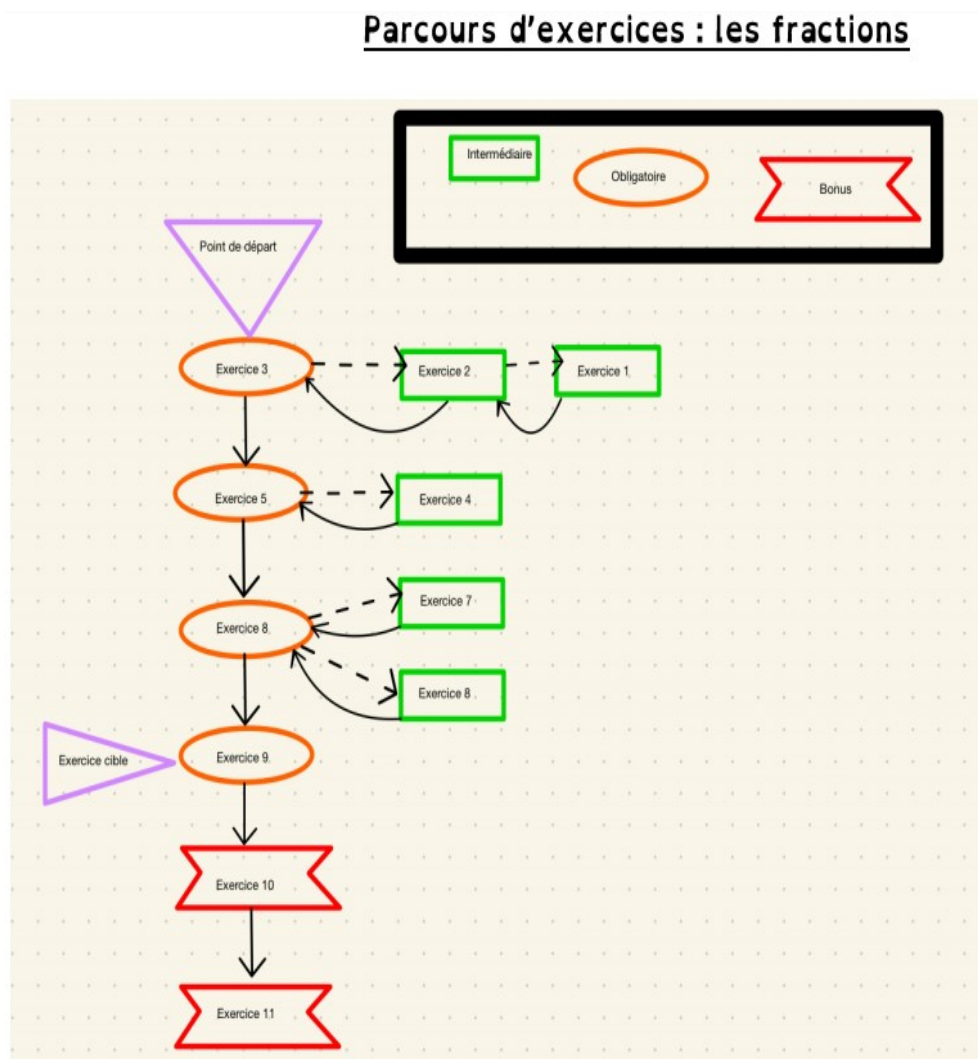 Parcours d'exercices : les fractions
Intermédiaire
Obligatoire
Bonus
Point de départ
Exercice 3
Exercice 2
Exercice 1
Exercice 5
Exercice 4
Exercice 7
Exercice 8
Exercice 8
Exercice cible
Exercice 9
Exercice 10
Exercice 11